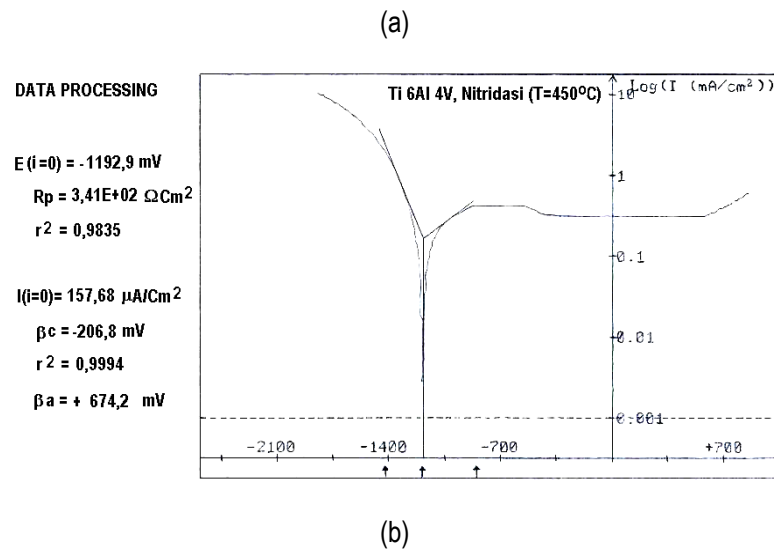 (a)
DATA PROCESSING
Ti 6Al 4V, Nitridasi (T=450°C)
Log(I (mA/cm²))
E(i=0) = -1192,9 mV
Rp = 3,41E+02 ΩCm²
r² = 0,9835
I(i=0)= 157,68 µA/Cm²
βc = -206,8 mV
r² = 0,9994
βa = + 674,2 mV
10
1
0.1
0.01
0.001
-2100 -1400 -700 +700
(b)